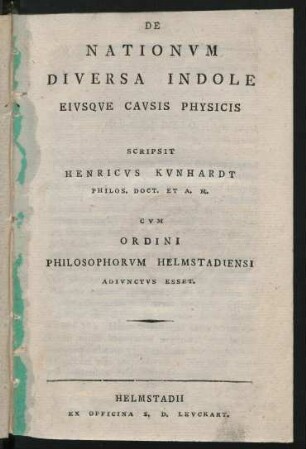 DE
NATIONVM
DIVERSA INDOLE
EIVSQVE CAVSIS PHYSICIS
SCRIPSIT
HENRICVS KVNHARDT
PHILOS. DOCT. ET A. M.
CVM
ORDINI
PHILOSOPHORVM HELMSTADIENSI
ADIVNCTVS ESSET.
HELMSTADII
EX OFFICINA S. D. LEVCKART.